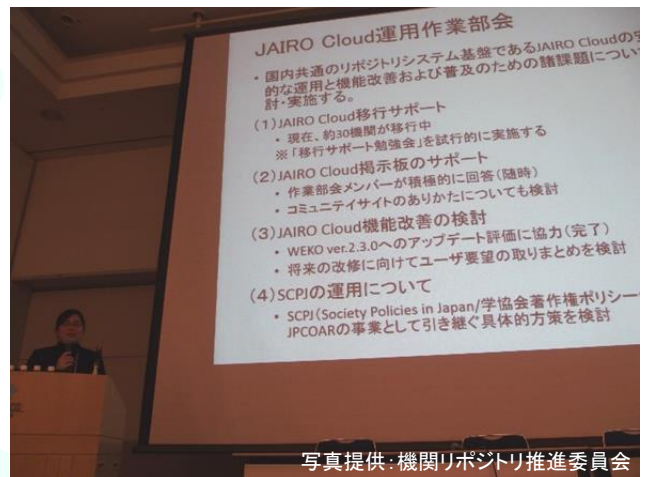 JAIRO Cloud運用作業部会
・国内共通のリポジトリシステム基盤であるJAIRO Cloudの安
的な運用と機能改善および普及のための諸課題につい
討・実施する。
(1)JAIRO Cloud移行サポート
・現在、約30機関が移行中
※「移行サポート勉強会」を試行的に実施する
(2)JAIRO Cloud掲示板のサポート
・作業部会メンバーが積極的に回答(随時)
・コミュニテイサイトのありかたについても検討
(3)JAIRO Cloud機能改善の検討
・WEKO ver.2.3.0へのアップデート評価に協力(完了)
・将来の改修に向けてユーザ要望の取りまとめを検討
(4)SCPJの運用について
・SCPJ(Society Policies in Japan/学協会著作権ポリシー
JPCOARの事業として引き継ぐ具体的方策を検討
写真提供:機関リポジトリ推進委員会